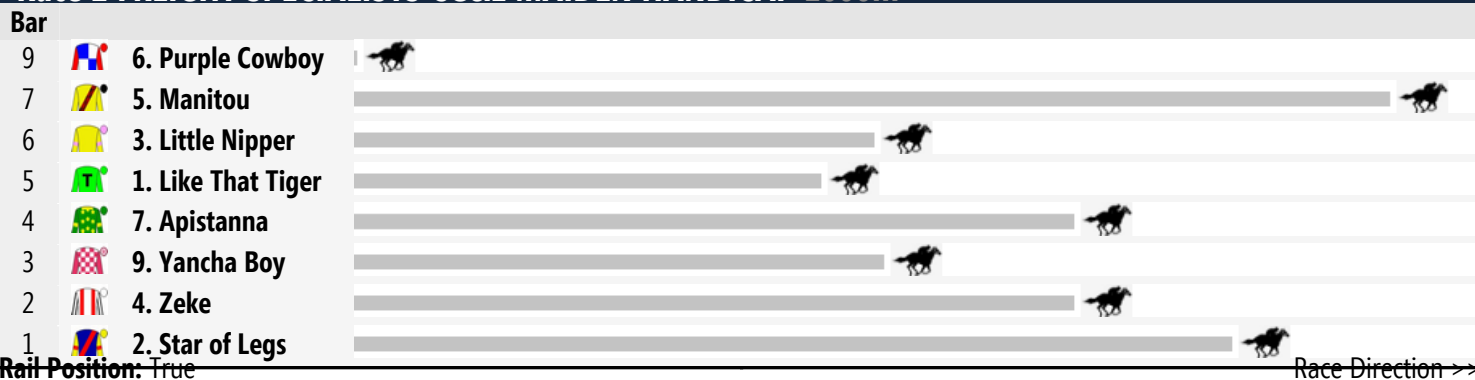 Bar
9 6. Purple Cowboy
7 5. Manitou
6 3. Little Nipper
5 T 1. Like That Tiger
4 7. Apistanna
3 9. Yancha Boy
2 4. Zeke
1 2. Star of Legs
Rail Position: True Race Direction >>